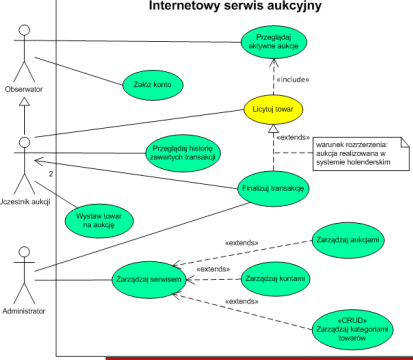 Internetowy serwis aukcyjny
Przeglądaj
aktywne aukcje
Obserwator
Załóż konto
«include»
Licytuj towar
«extends»
Przeglądaj historię
zawartych transakcji
warunek rozrzerzenia:
aukcja realizowana w
systemie holenderskim
2
Uczestnik aukcji
Finalizuj transakcję
Wystaw towar
na aukcję
Zarządzaj aukcjami
«extends»
Zarządzaj serwisem
«extends»
Zarządzaj kontami
«extends»
Administrator
«CRUD»
Zarządzaj kategoriami
towarów